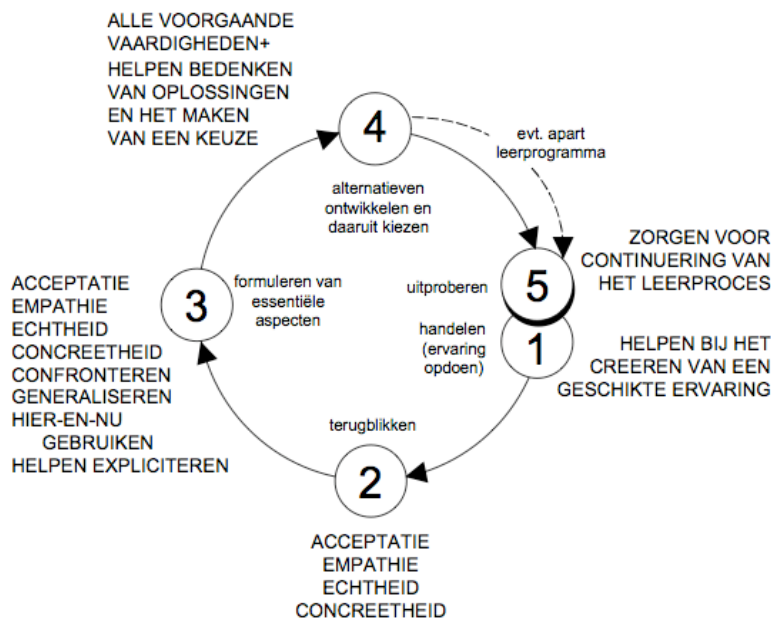 ALLE VOORGAANDE
VAARDIGHEDEN+
HELPEN BEDENKEN
VAN OPLOSSINGEN
EN HET MAKEN
VAN EEN KEUZE
4
evt. apart
leerprogramma
alternatieven
ontwikkelen en
daaruit kiezen
ZORGEN VOOR
CONTINUERING VAN
HET LEERPROCES
uitproberen
5
ACCEPTATIE
EMPATHIE
ECHTHEID
CONCREETHEID
CONFRONTEREN
GENERALISEREN
HIER-EN-NU
GEBRUIKEN
HELPEN EXPLICITEREN
3
formuleren van
essentiële
aspecten
handelen
(ervaring
opdoen)
1
HELPEN BIJ HET
CREEREN VAN EEN
GESCHIKTE ERVARING
terugblikken
2
ACCEPTATIE
EMPATHIE
ECHTHEID
CONCREETHEID